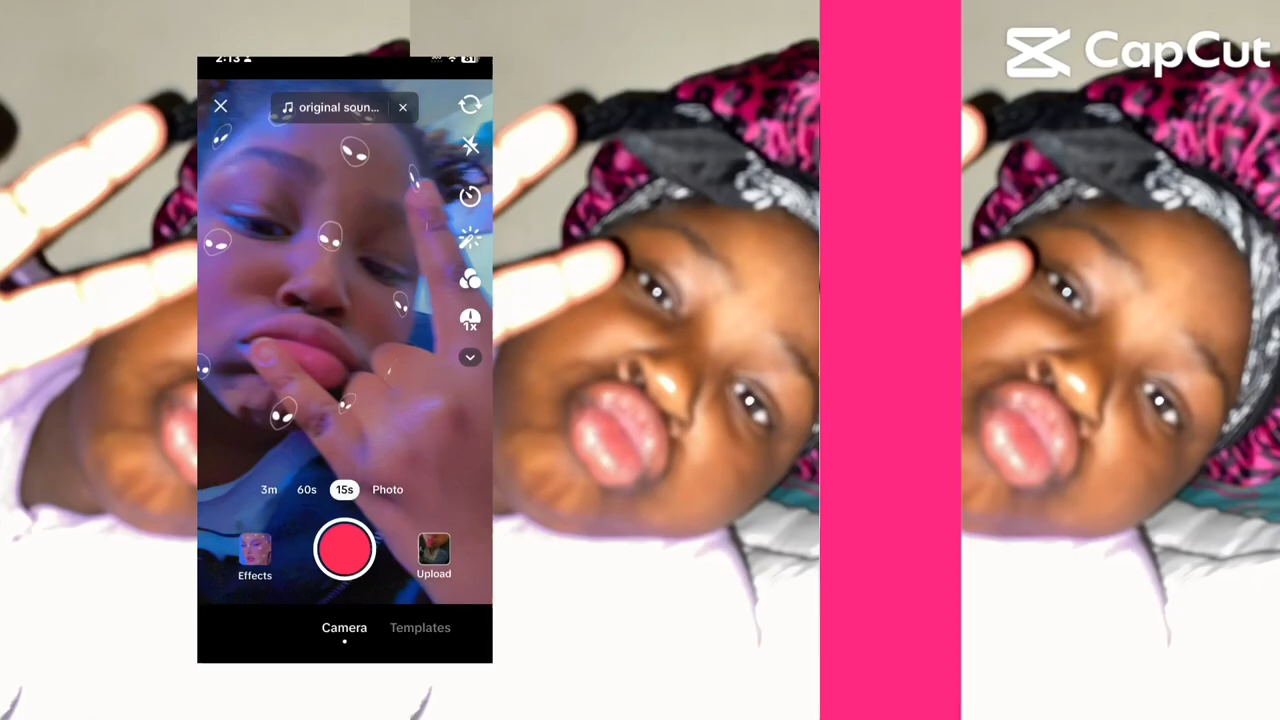 CapCut
2:13
original soun...
1x
3m 60s 15s Photo
Effects
Upload
Camera Templates